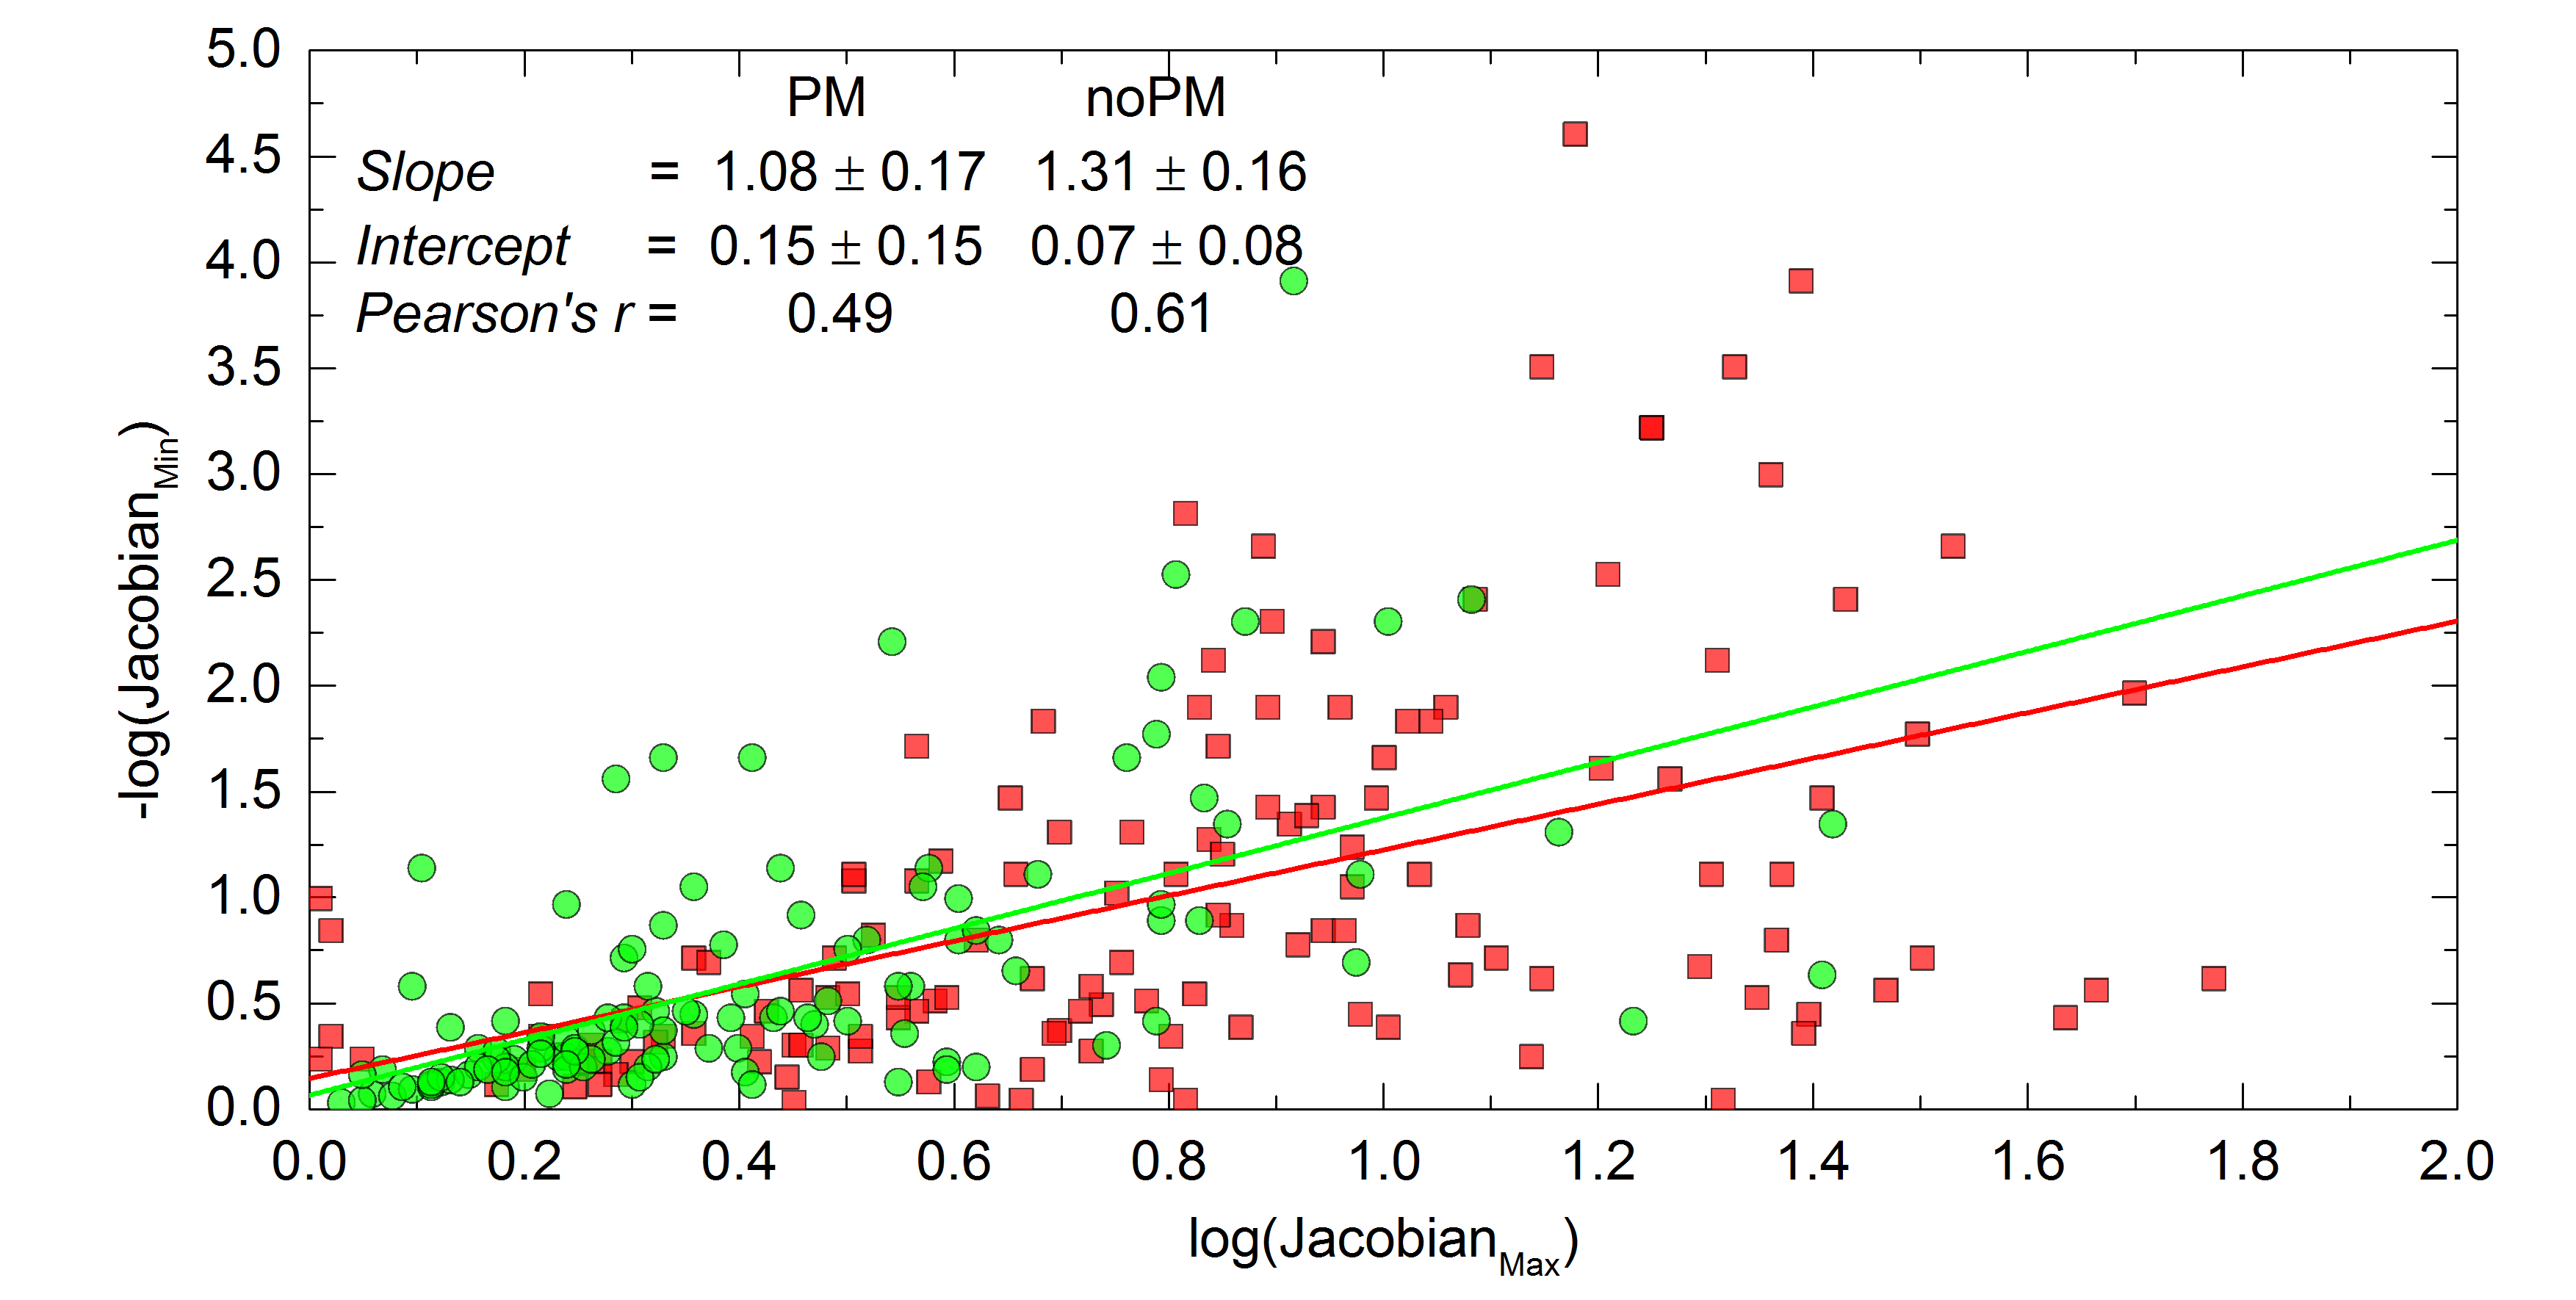 PM noPM
Slope = 1.08 ± 0.17 1.31 ± 0.16
Intercept = 0.15 ± 0.15 0.07 ± 0.08
Pearson's r = 0.49 0.61
5.0
4.5
4.0
3.5
3.0
2.5
2.0
1.5
1.0
0.5
0.0
-log(Jacobian_Min)
0.0 0.2 0.4 0.6 0.8 1.0 1.2 1.4 1.6 1.8 2.0
log(Jacobian_Max)